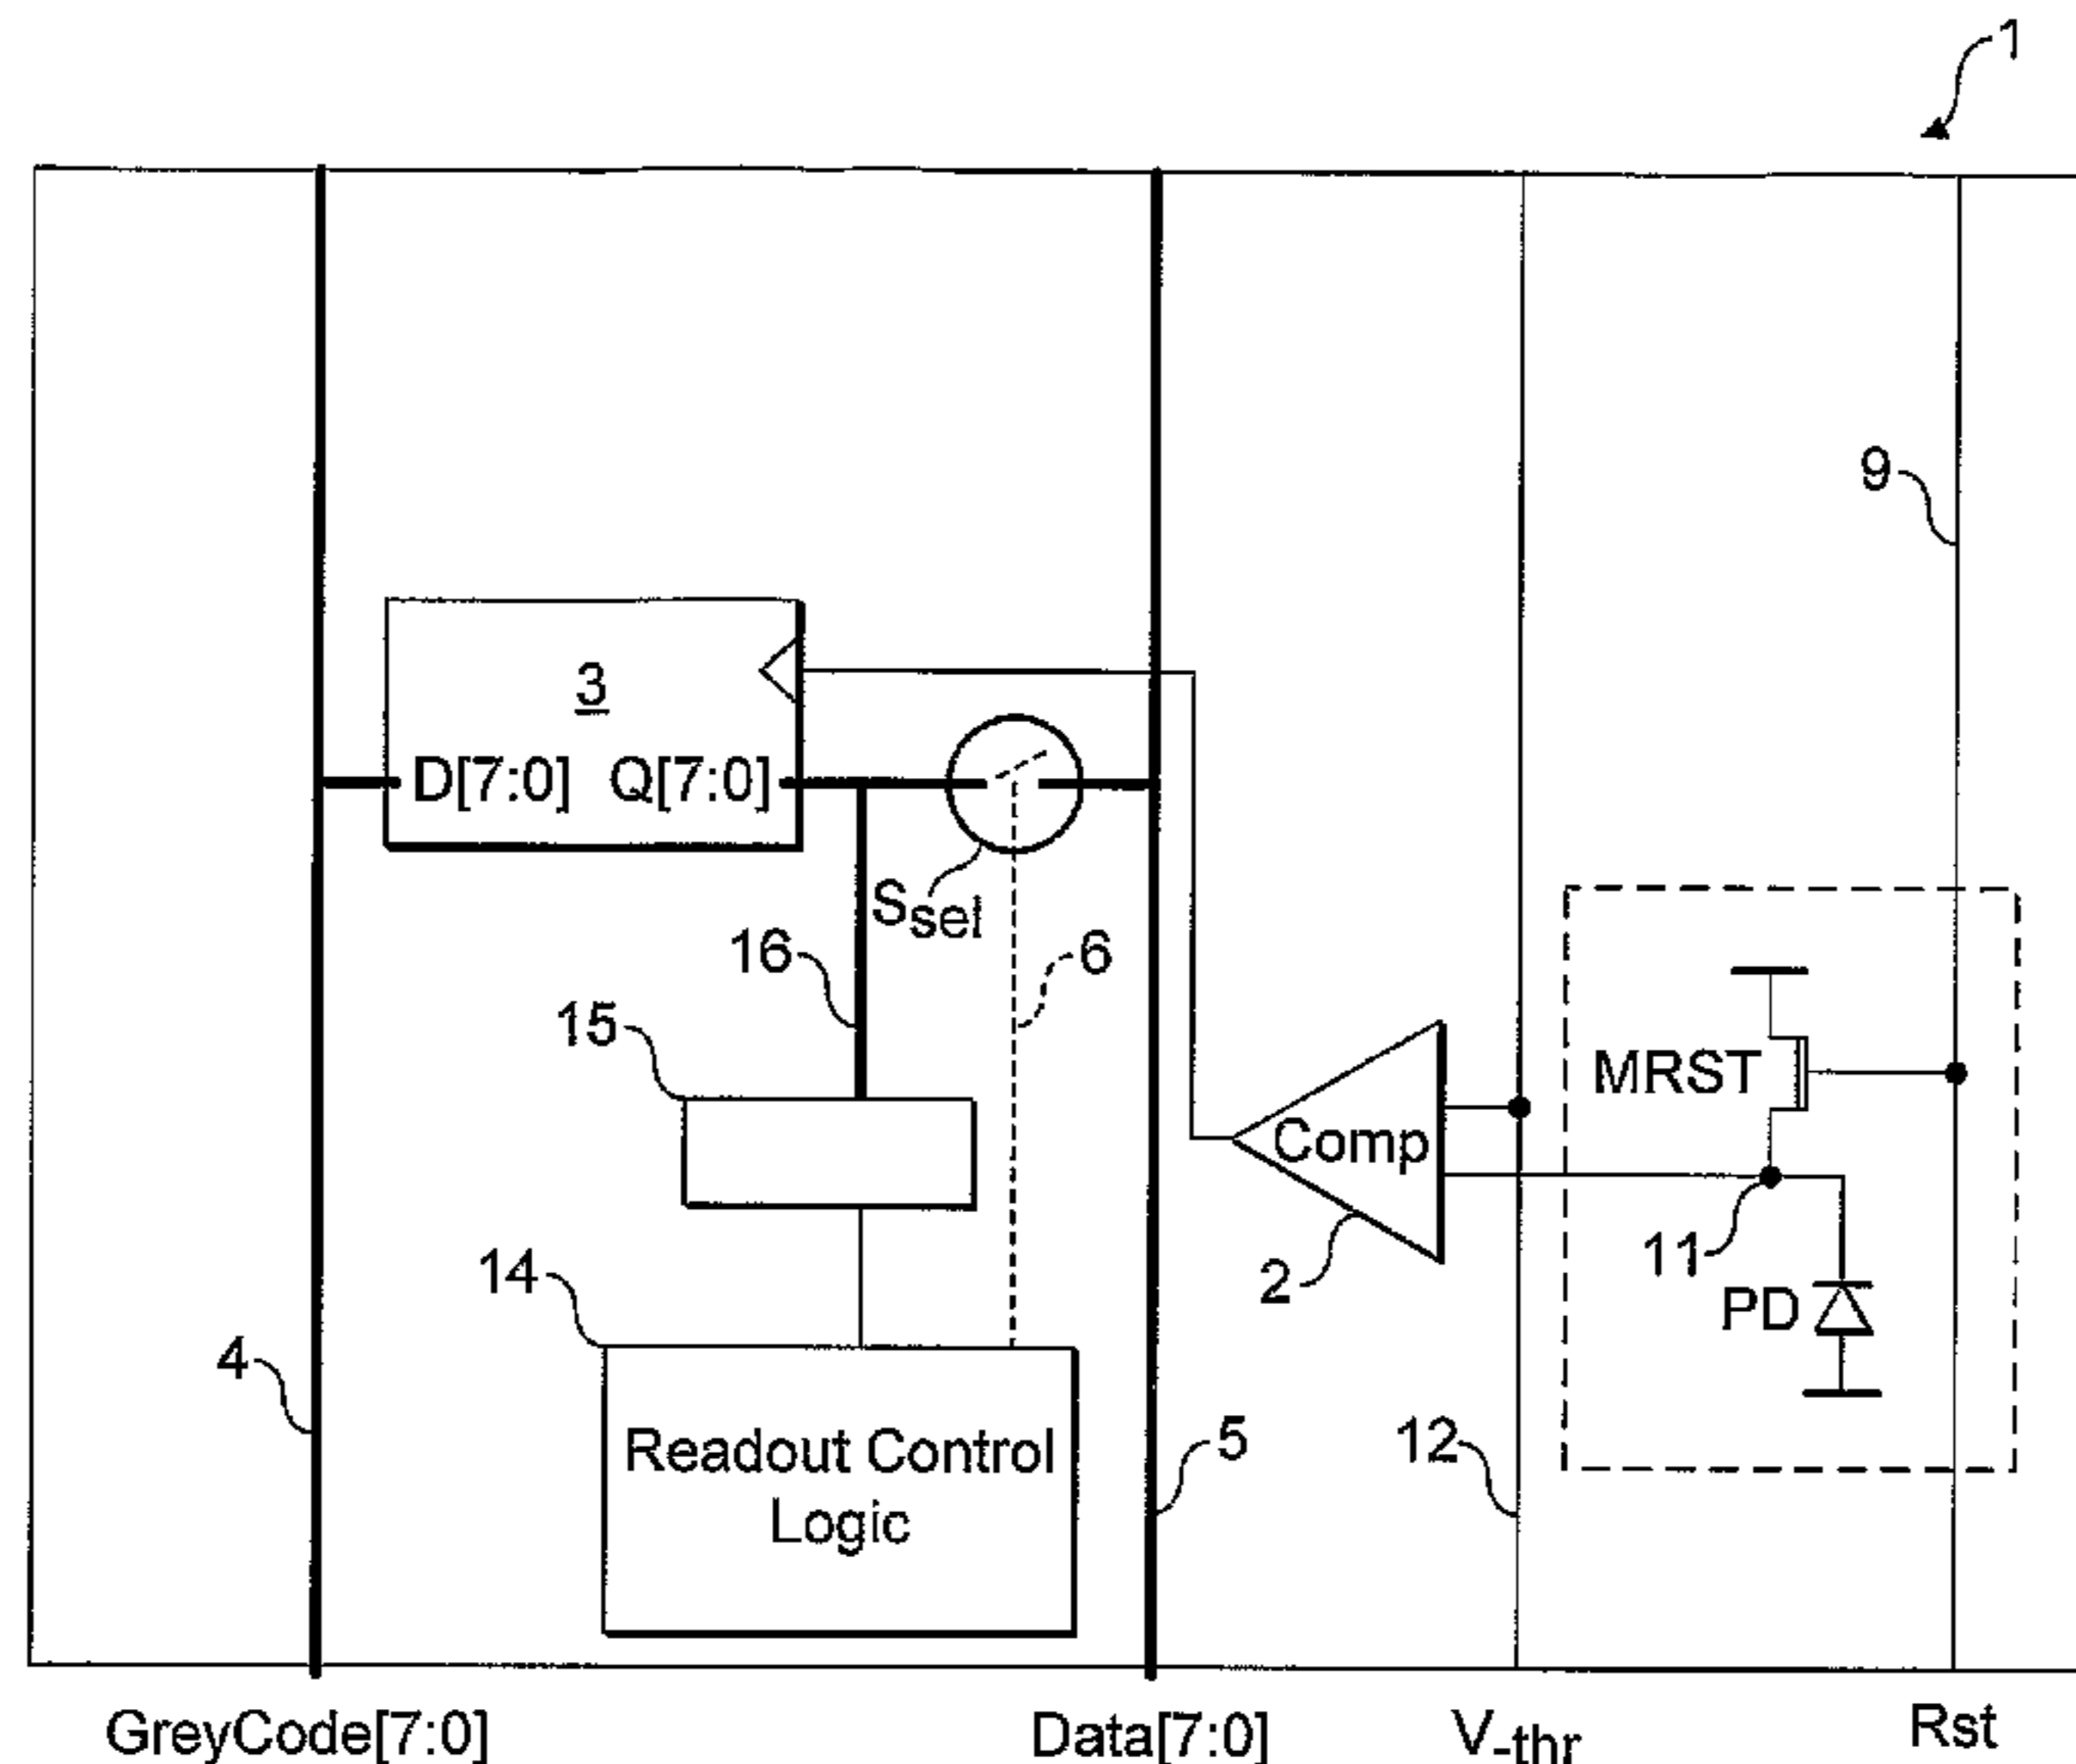 1
9
3
D[7:0] Q[7:0]
Ssel
16
6
15
MRST
Comp
11
2
14
PD
4
Readout Control
Logic
5
12
GreyCode[7:0]
Data[7:0]
V-thr
Rst